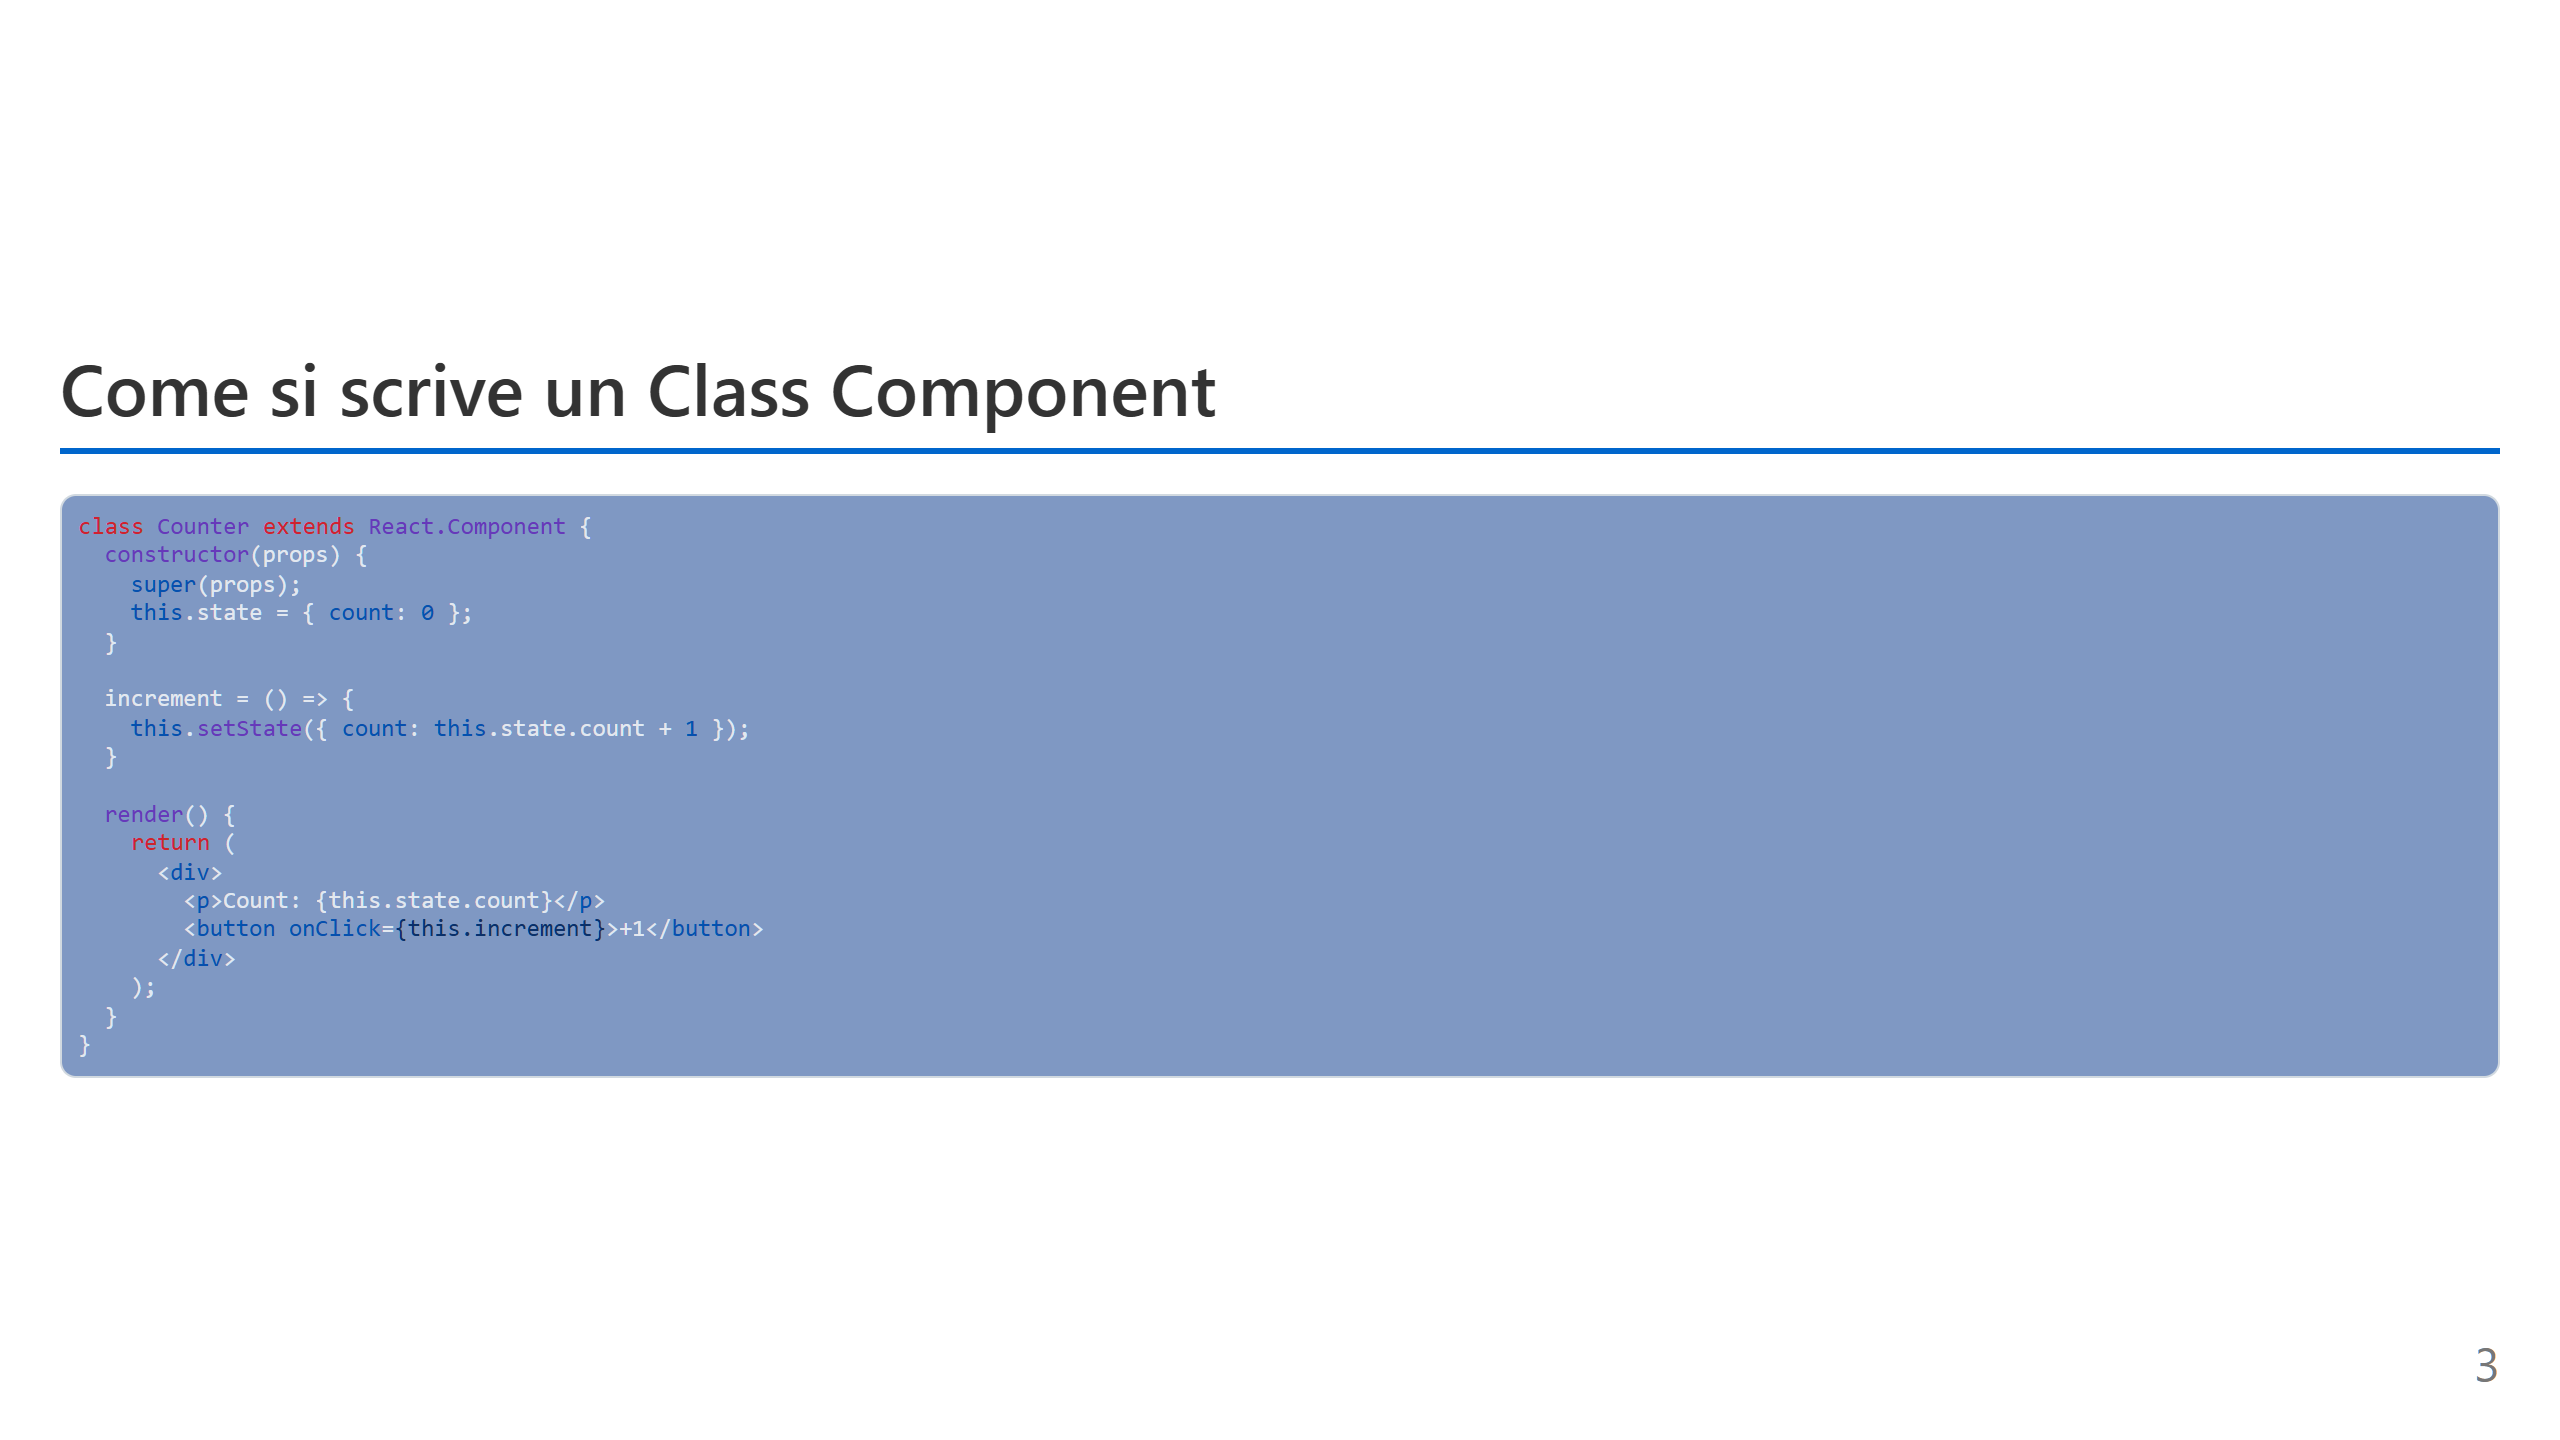 Come si scrive un Class Component
class Counter extends React.Component {
  constructor(props) {
    super(props);
    this.state = { count: 0 };
  }

  increment = () => {
    this.setState({ count: this.state.count + 1 });
  }

  render() {
    return (
      <div>
        <p>Count: {this.state.count}</p>
        <button onClick={this.increment}>+1</button>
      </div>
    );
  }
}
3